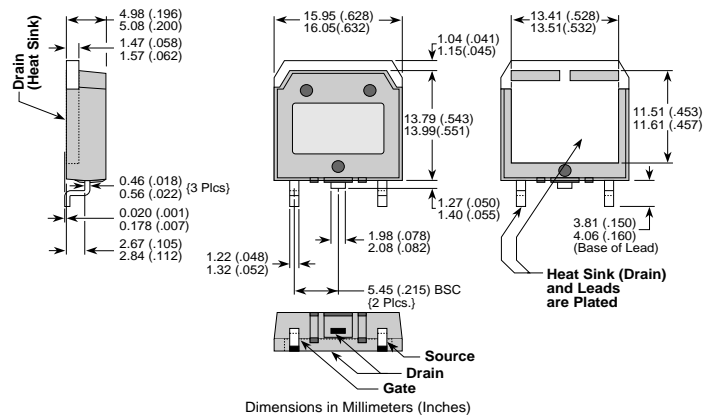 4.98 (.196)
5.08 (.200)
1.47 (.058)
1.57 (.062)
Drain
(Heat Sink)
0.46 (.018)
0.56 (.022) {3 Plcs}
0.020 (.001)
0.178 (.007)
2.67 (.105)
2.84 (.112)
15.95 (.628)
16.05(.632)
1.04 (.041)
1.15(.045)
13.79 (.543)
13.99(.551)
1.27 (.050)
1.40 (.055)
1.98 (.078)
2.08 (.082)
1.22 (.048)
1.32 (.052)
5.45 (.215) BSC
{2 Plcs.}
13.41 (.528)
13.51(.532)
11.51 (.453)
11.61 (.457)
3.81 (.150)
4.06 (.160)
(Base of Lead)
Heat Sink (Drain)
and Leads
are Plated
Source
Drain
Gate
Dimensions in Millimeters (Inches)